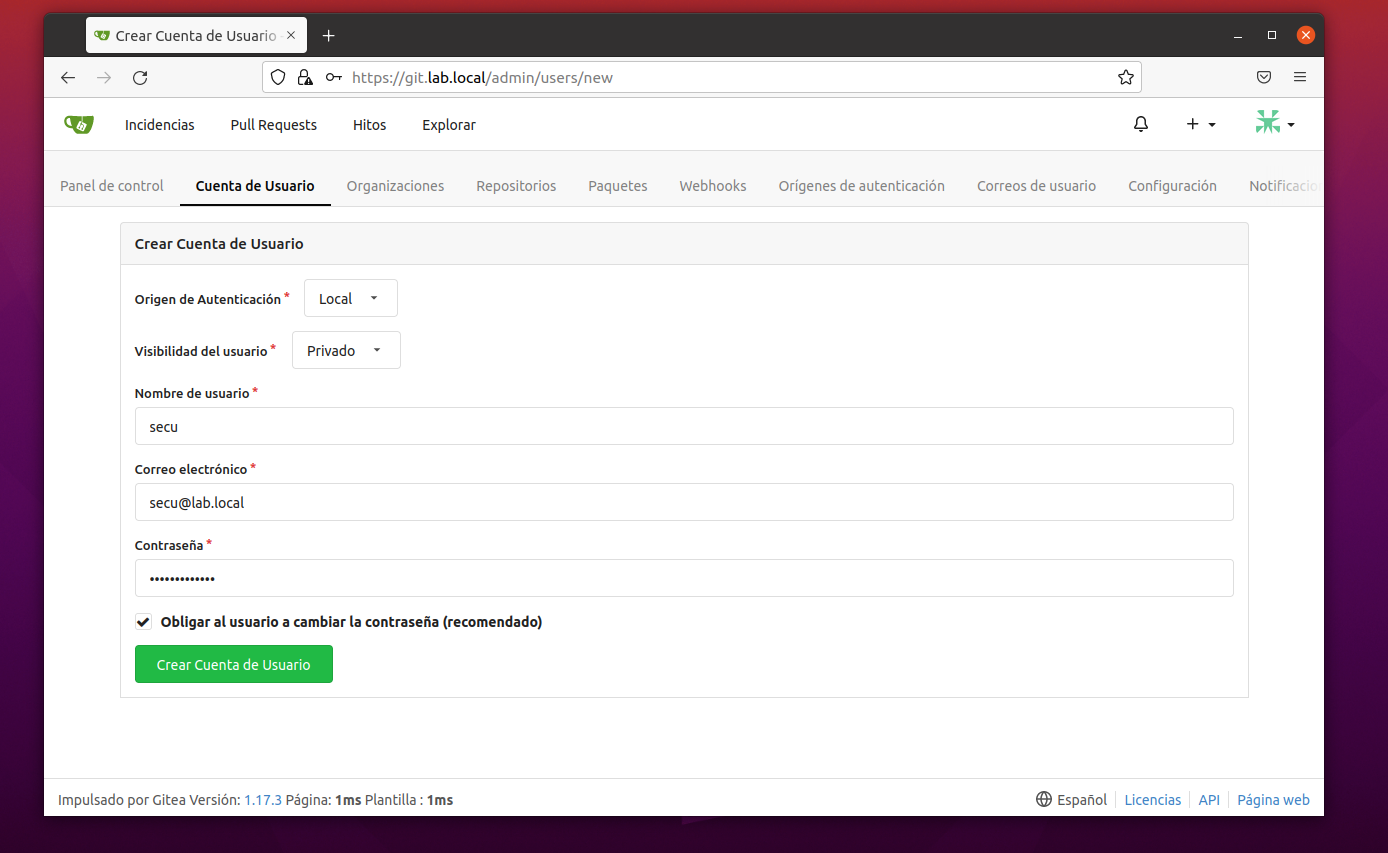 Crear Cuenta de Usuario
https://git.lab.local/admin/users/new
Incidencias Pull Requests Hitos Explorar
Panel de control Cuenta de Usuario Organizaciones Repositorios Paquetes Webhooks Orígenes de autenticación Correos de usuario Configuración Notificacio
Crear Cuenta de Usuario
Origen de Autenticación * Local
Visibilidad del usuario * Privado
Nombre de usuario *
secu
Correo electrónico *
secu@lab.local
Contraseña *
•••••••••••••
Obligar al usuario a cambiar la contraseña (recomendado)
Crear Cuenta de Usuario
Impulsado por Gitea Versión: 1.17.3 Página: 1ms Plantilla : 1ms Español Licencias API Página web